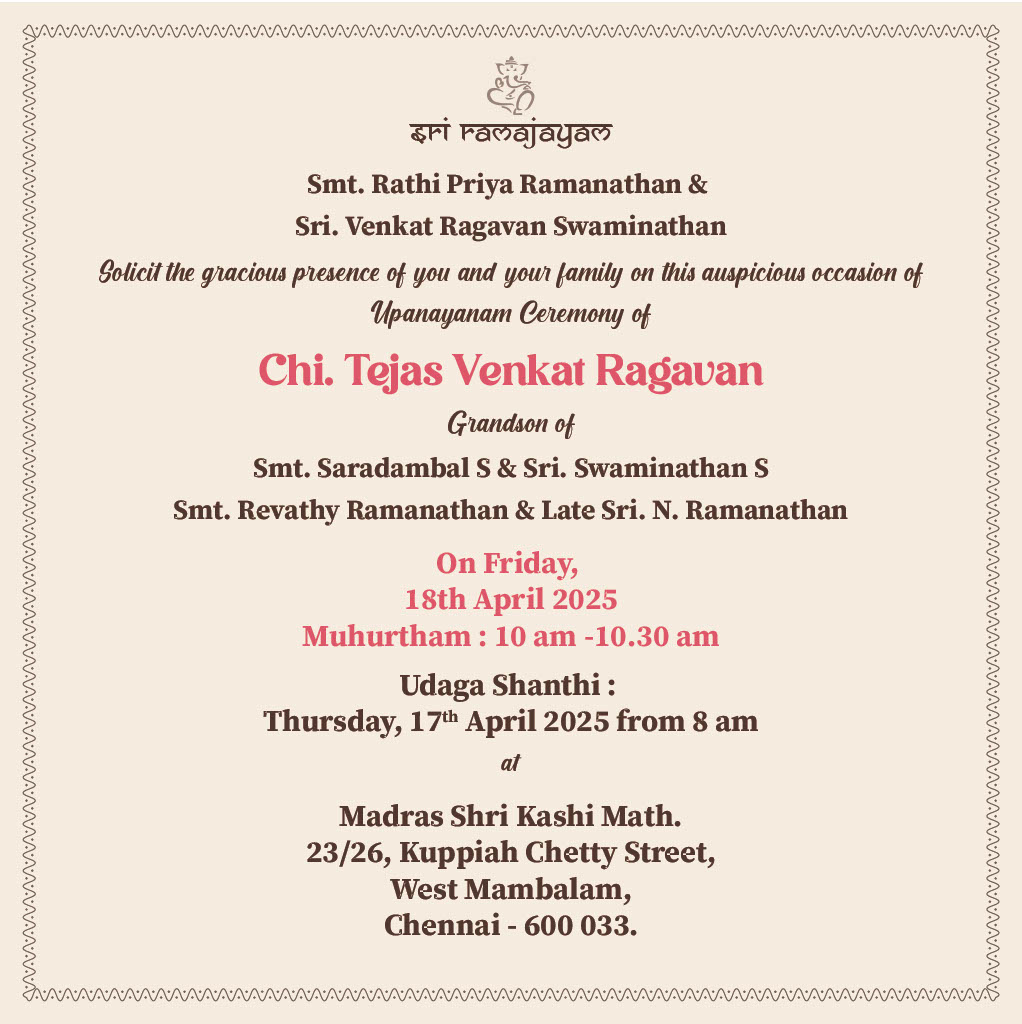 Sri Ramajayam
Smt. Rathi Priya Ramanathan &
Sri. Venkat Ragavan Swaminathan
Solicit the gracious presence of you and your family on this auspicious occasion of
Upanayanam Ceremony of
Chi. Tejas Venkat Ragavan
Grandson of
Smt. Saradambal S & Sri. Swaminathan S
Smt. Revathy Ramanathan & Late Sri. N. Ramanathan
On Friday,
18th April 2025
Muhurtham : 10 am -10.30 am
Udaga Shanthi :
Thursday, 17th April 2025 from 8 am
at
Madras Shri Kashi Math.
23/26, Kuppiah Chetty Street,
West Mambalam,
Chennai - 600 033.